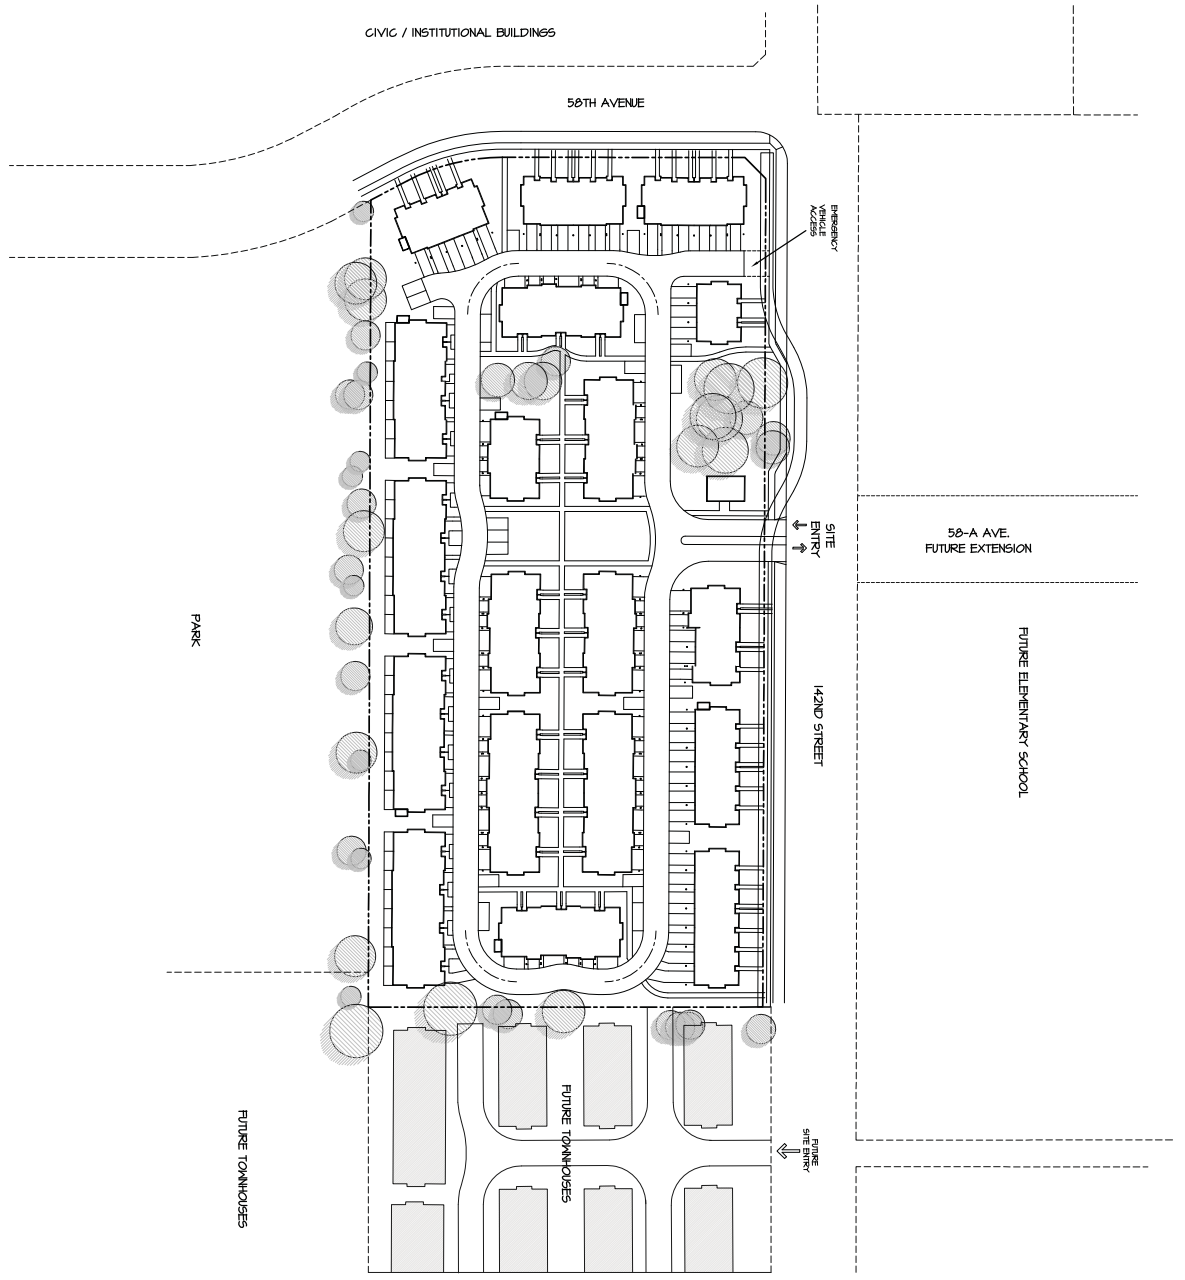 CIVIC / INSTITUTIONAL BUILDINGS
58TH AVENUE
EMERGENCY
VEHICLE
ACCESS
SITE
ENTRY
58-A AVE.
FUTURE EXTENSION
PARK
142ND STREET
FUTURE ELEMENTARY SCHOOL
FUTURE TOWNHOUSES
FUTURE TOWNHOUSES
FUTURE
SITE ENTRY